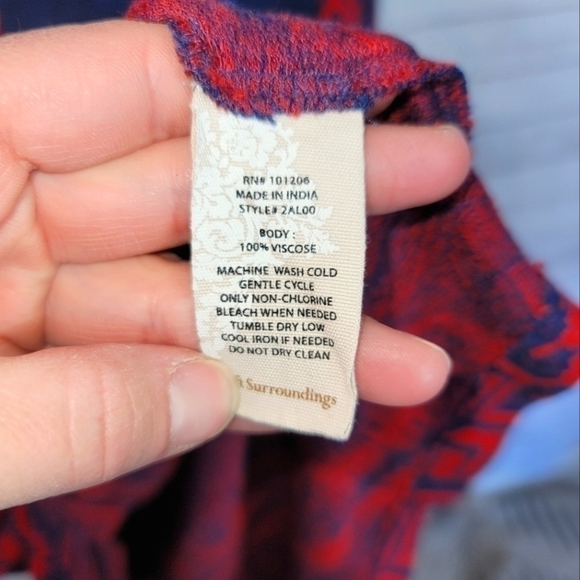 RN# 101206
MADE IN INDIA
STYLE# 2AL00
BODY :
100% VISCOSE
MACHINE WASH COLD
GENTLE CYCLE
ONLY NON-CHLORINE
BLEACH WHEN NEEDED
TUMBLE DRY LOW
COOL IRON IF NEEDED
DO NOT DRY CLEAN
Surroundings